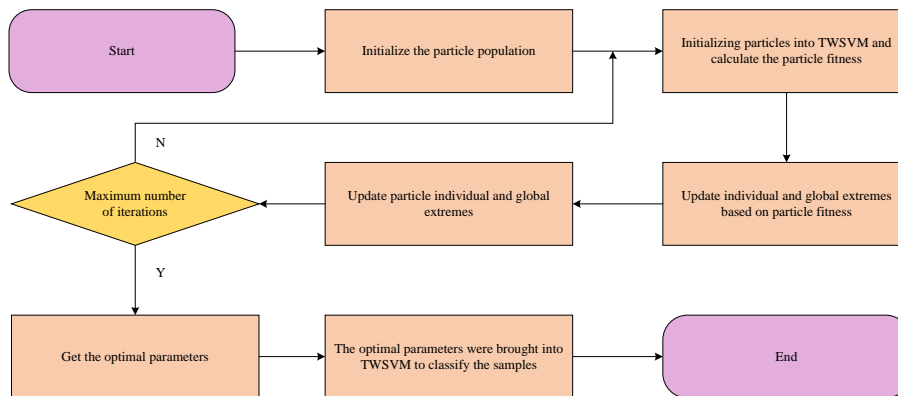 Start
Initialize the particle population
Initializing particles into TWSVM and
calculate the particle fitness
N
Maximum number
of iterations
Update particle individual and global
extremes
Update individual and global extremes
based on particle fitness
Y
Get the optimal parameters
The optimal parameters were brought into
TWSVM to classify the samples
End